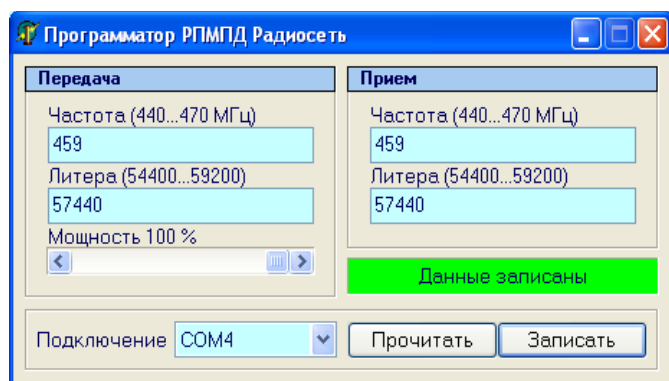 Программатор РПМПД Радиосеть
Передача
Частота (440...470 МГц)
459
Литера (54400...59200)
57440
Мощность 100 %
Прием
Частота (440...470 МГц)
459
Литера (54400...59200)
57440
Данные записаны
Подключение COM4 Прочитать Записать